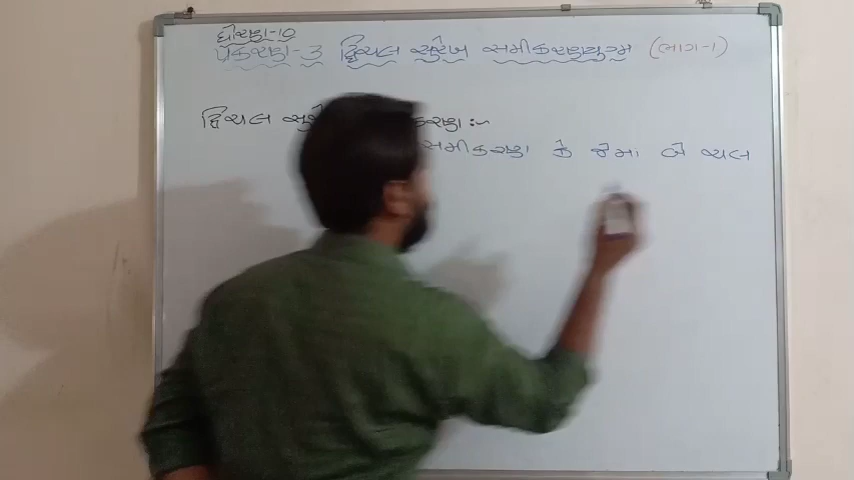 ધોરણ-10
પ્રકરણ-3 દ્વિચલ સુરેખ સમીકરણયુગ્મ (ભાગ-1)
દ્વિચલ
સમીકરણ કે જેમાં બે ચલ